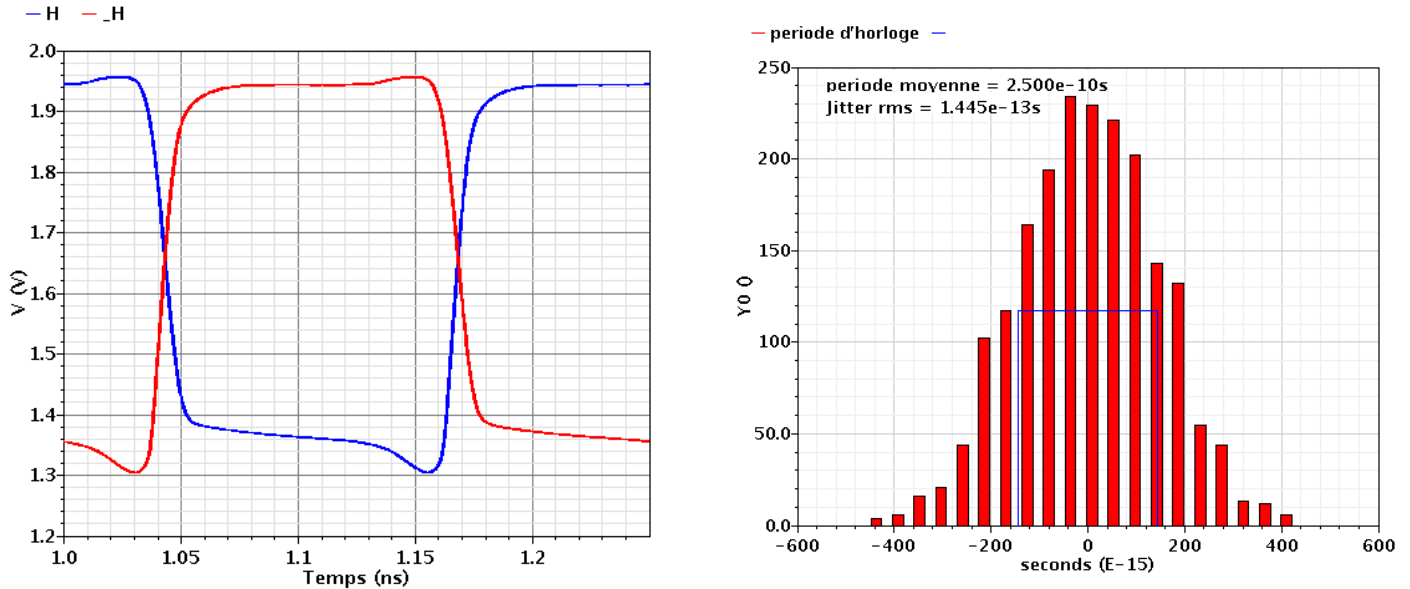 H _H
2.0
1.9
1.8
1.7
1.6
1.5
1.4
1.3
1.2
V (V)
1.0 1.05 1.1 1.15 1.2
Temps (ns)
periode d'horloge
periode moyenne = 2.500e-10s
Jitter rms = 1.445e-13s
250
200
150
100
50.0
0.0
Y0 ()
-600 -400 -200 0 200 400 600
seconds (E-15)